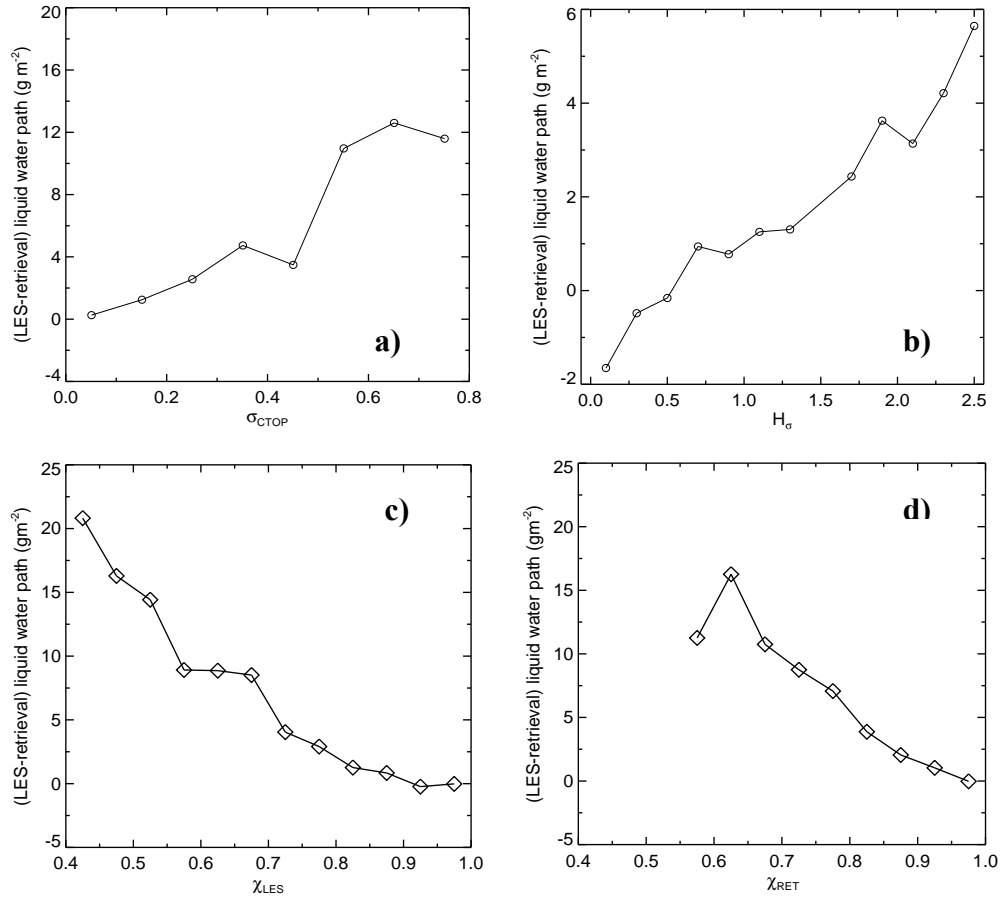 20
16
12
8
4
0
-4
(LES-retrieval) liquid water path (g m-2)
a)
0.0 0.2 0.4 0.6 0.8
σCTOP
6
4
2
0
-2
(LES-retrieval) liquid water path (g m-2)
b)
0.0 0.5 1.0 1.5 2.0 2.5
Hσ
25
20
15
10
5
0
-5
(LES-retrieval) liquid water path (gm-2)
c)
0.4 0.5 0.6 0.7 0.8 0.9 1.0
χLES
25
20
15
10
5
0
-5
(LES-retrieval) liquid water path (gm-2)
d)
0.4 0.5 0.6 0.7 0.8 0.9 1.0
χRET